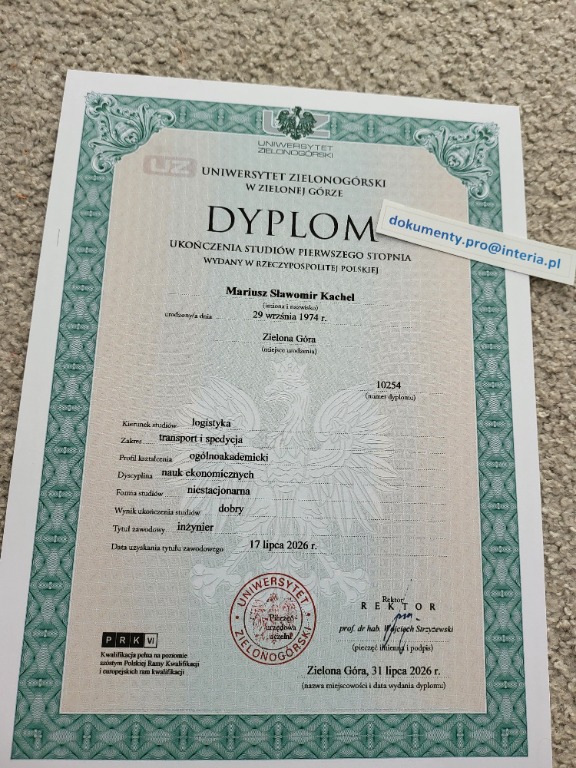 UZ
UNIWERSYTET
ZIELONOGÓRSKI
UZ
UNIWERSYTET ZIELONOGÓRSKI
W ZIELONEJ GÓRZE
DYPLOM
dokumenty.pro@interia.pl
UKOŃCZENIA STUDIÓW PIERWSZEGO STOPNIA
WYDANY W RZECZYPOSPOLITEJ POLSKIEJ
Mariusz Sławomir Kachel
(imiona i nazwisko)
urodzony/a dnia 29 wrzśnia 1974 r.
Zielona Góra
(miejsce urodzenia)
10254
(numer dyplomu)
Kierunek studiów logistyka
Zakres transport i spedycja
Profil kształcenia ogólnoakademicki
Dyscyplina nauk ekonomicznych
Forma studiów niestacjonarna
Wynik ukończenia studiów dobry
Tytuł zawodowy inżynier
Data uzyskania tytułu zawodowego 17 lipca 2026 r.
UNIWERSYTET
ZIELONOGÓRSKI
Pieczęć
urzędowa
uczelni
Rektor
REKTOR
prof. dr hab. Wojciech Strzyżewski
(pieczęć imienna i podpis)
PRK VI
Kwalifikacja pełna na poziomie
szóstym Polskiej Ramy Kwalifikacji
i europejskich ram kwalifikacji
Zielona Góra, 31 lipca 2026 r.
(nazwa miejscowości i data wydania dyplomu)